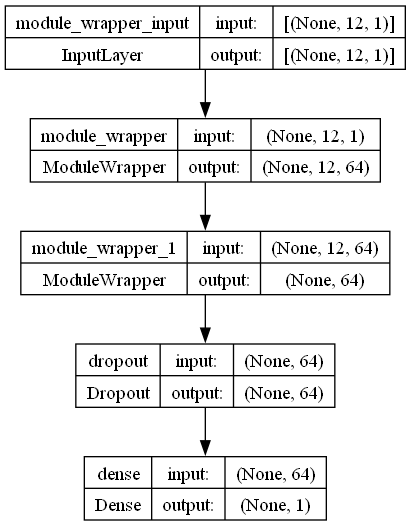 module_wrapper_input input: [(None, 12, 1)]
InputLayer output: [(None, 12, 1)]
module_wrapper input: (None, 12, 1)
ModuleWrapper output: (None, 12, 64)
module_wrapper_1 input: (None, 12, 64)
ModuleWrapper output: (None, 64)
dropout input: (None, 64)
Dropout output: (None, 64)
dense input: (None, 64)
Dense output: (None, 1)